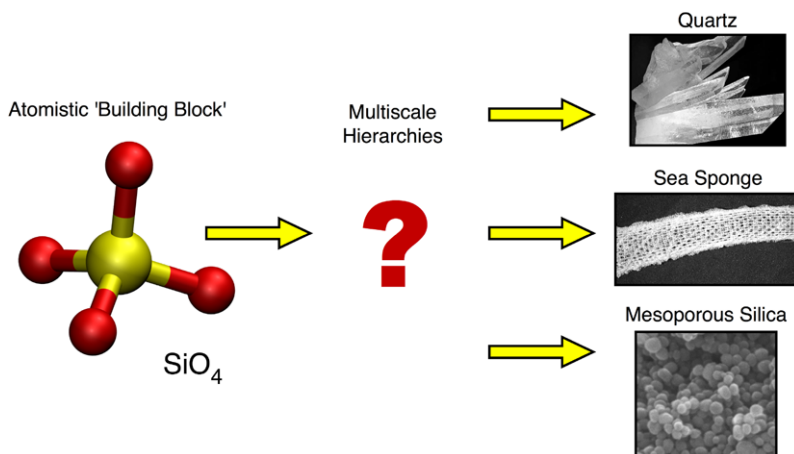 Atomistic 'Building Block'
SiO₄
Multiscale
Hierarchies
?
Quartz
Sea Sponge
Mesoporous Silica